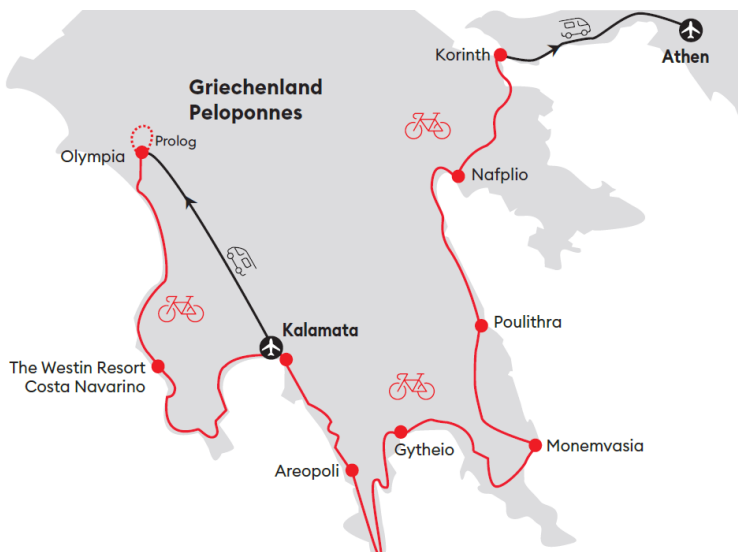 Korinth
Athen
Griechenland
Peloponnes
Prolog
Olympia
Nafplio
Kalamata
Poulithra
The Westin Resort
Costa Navarino
Gytheio
Monemvasia
Areopoli